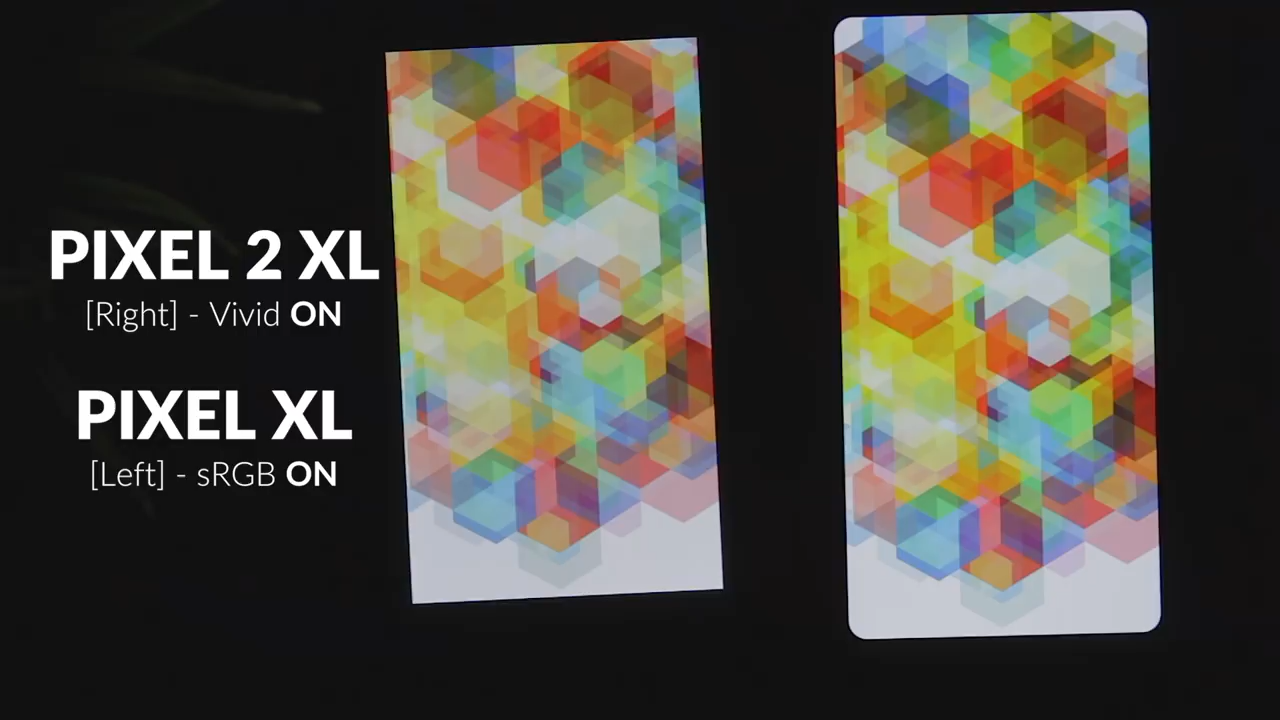 PIXEL 2 XL
[Right] - Vivid ON
PIXEL XL
[Left] - sRGB ON